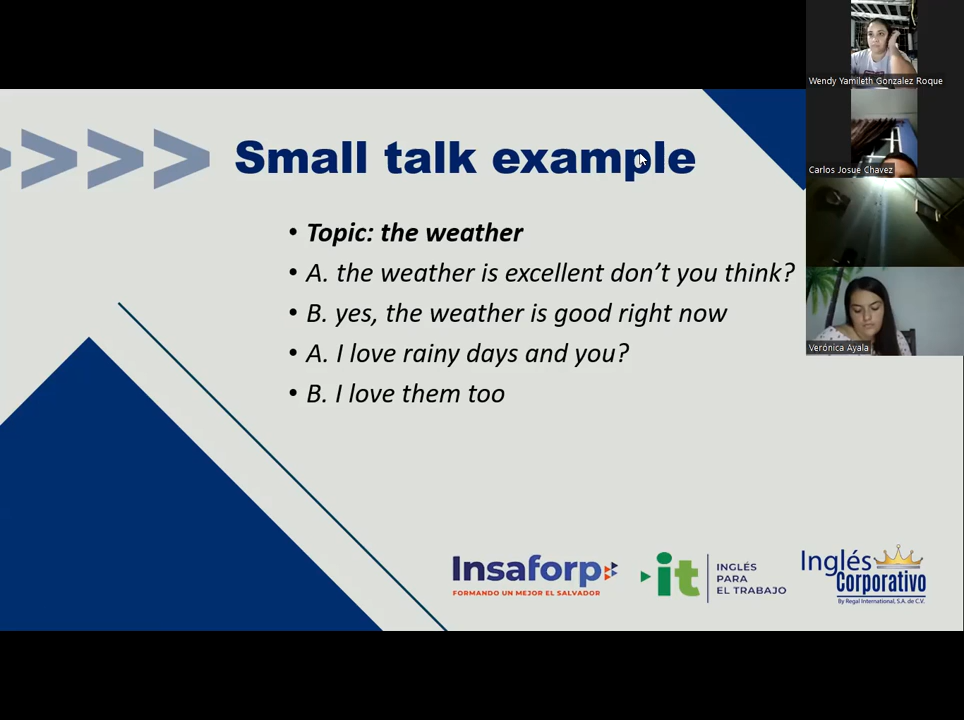 Wendy Yamileth Gonzalez Roque
Carlos Josué Chavez
Verónica Ayala
>>>> Small talk example
• Topic: the weather
• A. the weather is excellent don’t you think?
• B. yes, the weather is good right now
• A. I love rainy days and you?
• B. I love them too
Insaforp
FORMANDO UN MEJOR EL SALVADOR
it
INGLÉS
PARA
EL TRABAJO
Inglés
Corporativo
By Regal International, S.A. de C.V.